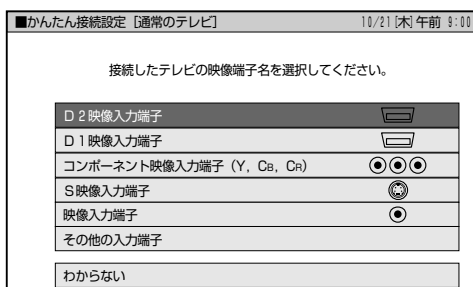 ■かんたん接続設定［通常のテレビ］ 10/21[木]午前 9:00
接続したテレビの映像端子名を選択してください。
D2映像入力端子
D1映像入力端子
コンポーネント映像入力端子（Y，CB，CR）
S映像入力端子
映像入力端子
その他の入力端子
わからない